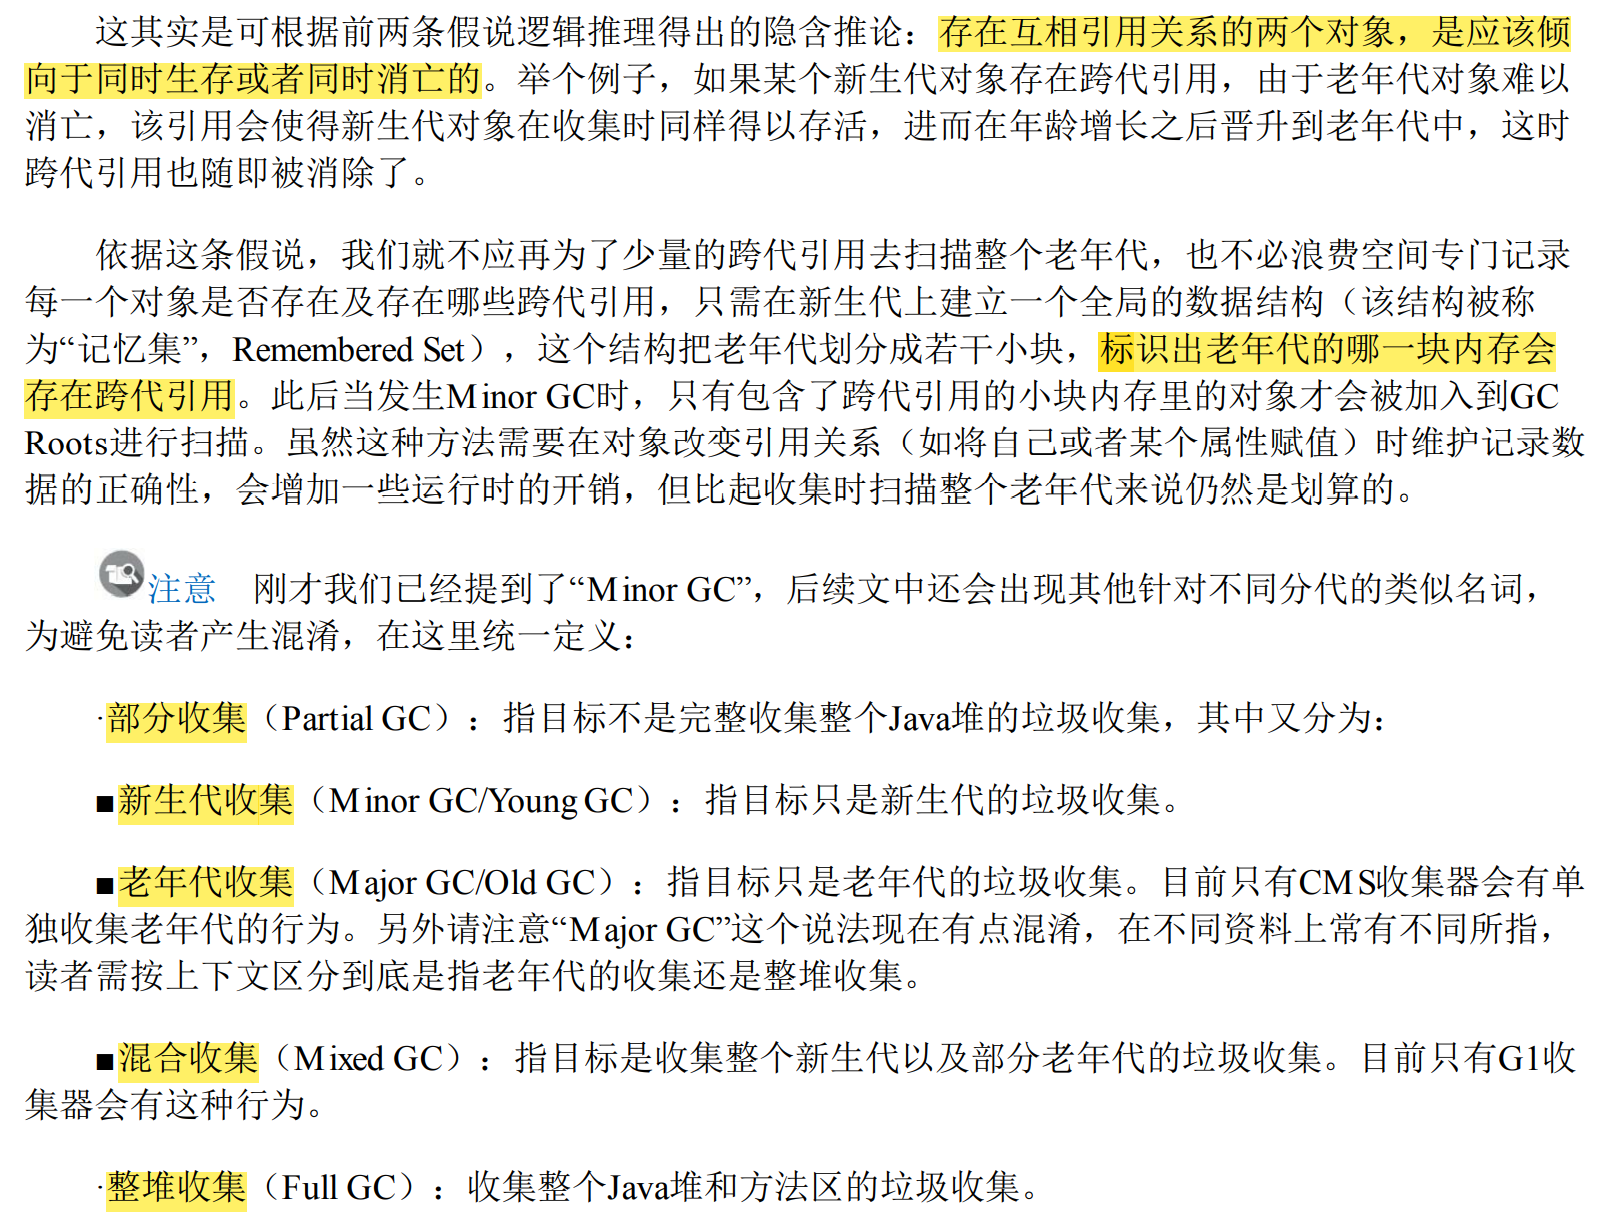 这其实是可根据前两条假说逻辑推理得出的隐含推论：存在互相引用关系的两个对象，是应该倾
向于同时生存或者同时消亡的。举个例子，如果某个新生代对象存在跨代引用，由于老年代对象难以
消亡，该引用会使得新生代对象在收集时同样得以存活，进而在年龄增长之后晋升到老年代中，这时
跨代引用也随即被消除了。
依据这条假说，我们就不应再为了少量的跨代引用去扫描整个老年代，也不必浪费空间专门记录
每一个对象是否存在及存在哪些跨代引用，只需在新生代上建立一个全局的数据结构（该结构被称
为“记忆集”，Remembered Set），这个结构把老年代划分成若干小块，标识出老年代的哪一块内存会
存在跨代引用。此后当发生Minor GC时，只有包含了跨代引用的小块内存里的对象才会被加入到GC
Roots进行扫描。虽然这种方法需要在对象改变引用关系（如将自己或者某个属性赋值）时维护记录数
据的正确性，会增加一些运行时的开销，但比起收集时扫描整个老年代来说仍然是划算的。
注意 刚才我们已经提到了“Minor GC”，后续文中还会出现其他针对不同分代的类似名词，
为避免读者产生混淆，在这里统一定义：
·部分收集（Partial GC）：指目标不是完整收集整个Java堆的垃圾收集，其中又分为：
■新生代收集（Minor GC/Young GC）：指目标只是新生代的垃圾收集。
■老年代收集（Major GC/Old GC）：指目标只是老年代的垃圾收集。目前只有CMS收集器会有单
独收集老年代的行为。另外请注意“Major GC”这个说法现在有点混淆，在不同资料上常有不同所指，
读者需按上下文区分到底是指老年代的收集还是整堆收集。
■混合收集（Mixed GC）：指目标是收集整个新生代以及部分老年代的垃圾收集。目前只有G1收
集器会有这种行为。
·整堆收集（Full GC）：收集整个Java堆和方法区的垃圾收集。